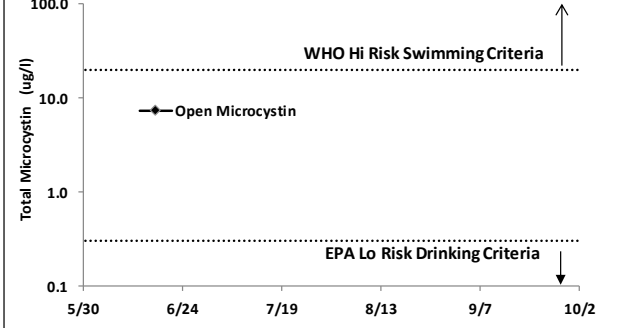 100.0
WHO Hi Risk Swimming Criteria
10.0
Open Microcystin
Total Microcystin (ug/l)
1.0
EPA Lo Risk Drinking Criteria
0.1
5/30 6/24 7/19 8/13 9/7 10/2